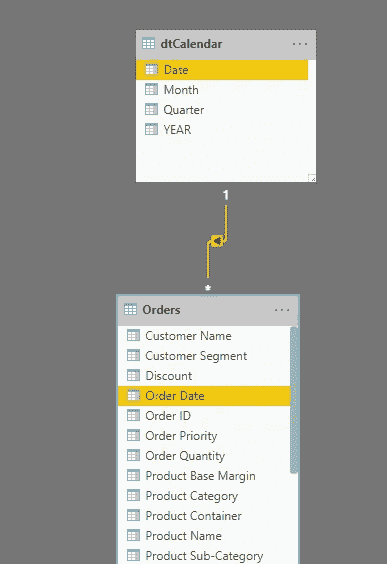 dtCalendar ...
Date
Month
Quarter
YEAR
1
*
Orders ...
Customer Name
Customer Segment
Discount
Order Date
Order ID
Order Priority
Order Quantity
Product Base Margin
Product Category
Product Container
Product Name
Product Sub-Category